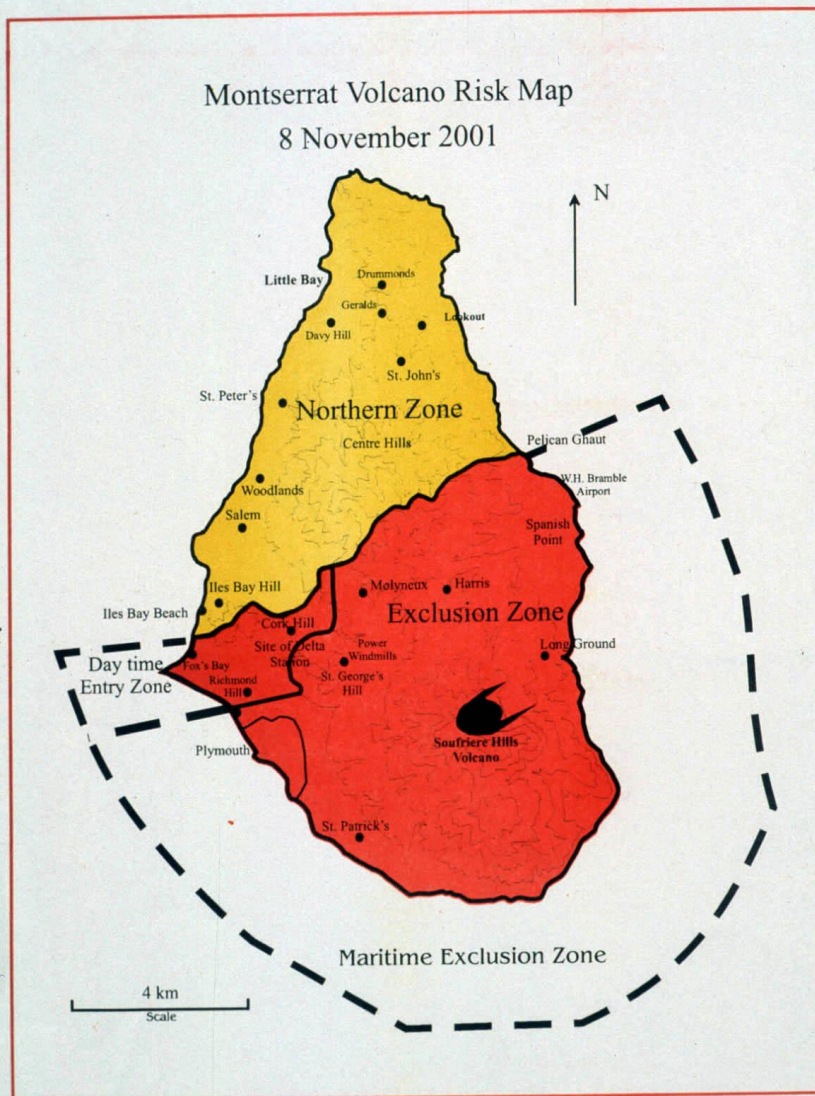 Montserrat Volcano Risk Map
8 November 2001
N
Drummonds
Little Bay
Geralds
Lookout
Davy Hill
St. John's
St. Peter's
Northern Zone
Centre Hills
Pelican Ghaut
W.H. Bramble
Airport
Woodlands
Salem
Spanish
Point
Iles Bay Hill
Molyneux
Harris
Iles Bay Beach
Exclusion Zone
Cork Hill
Site of Delta
Station
Power
Windmills
Long Ground
Day time
Entry Zone
Fox's Bay
Richmond
Hill
St. George's
Hill
Plymouth
Soufriere Hills
Volcano
St. Patrick's
Maritime Exclusion Zone
4 km
Scale